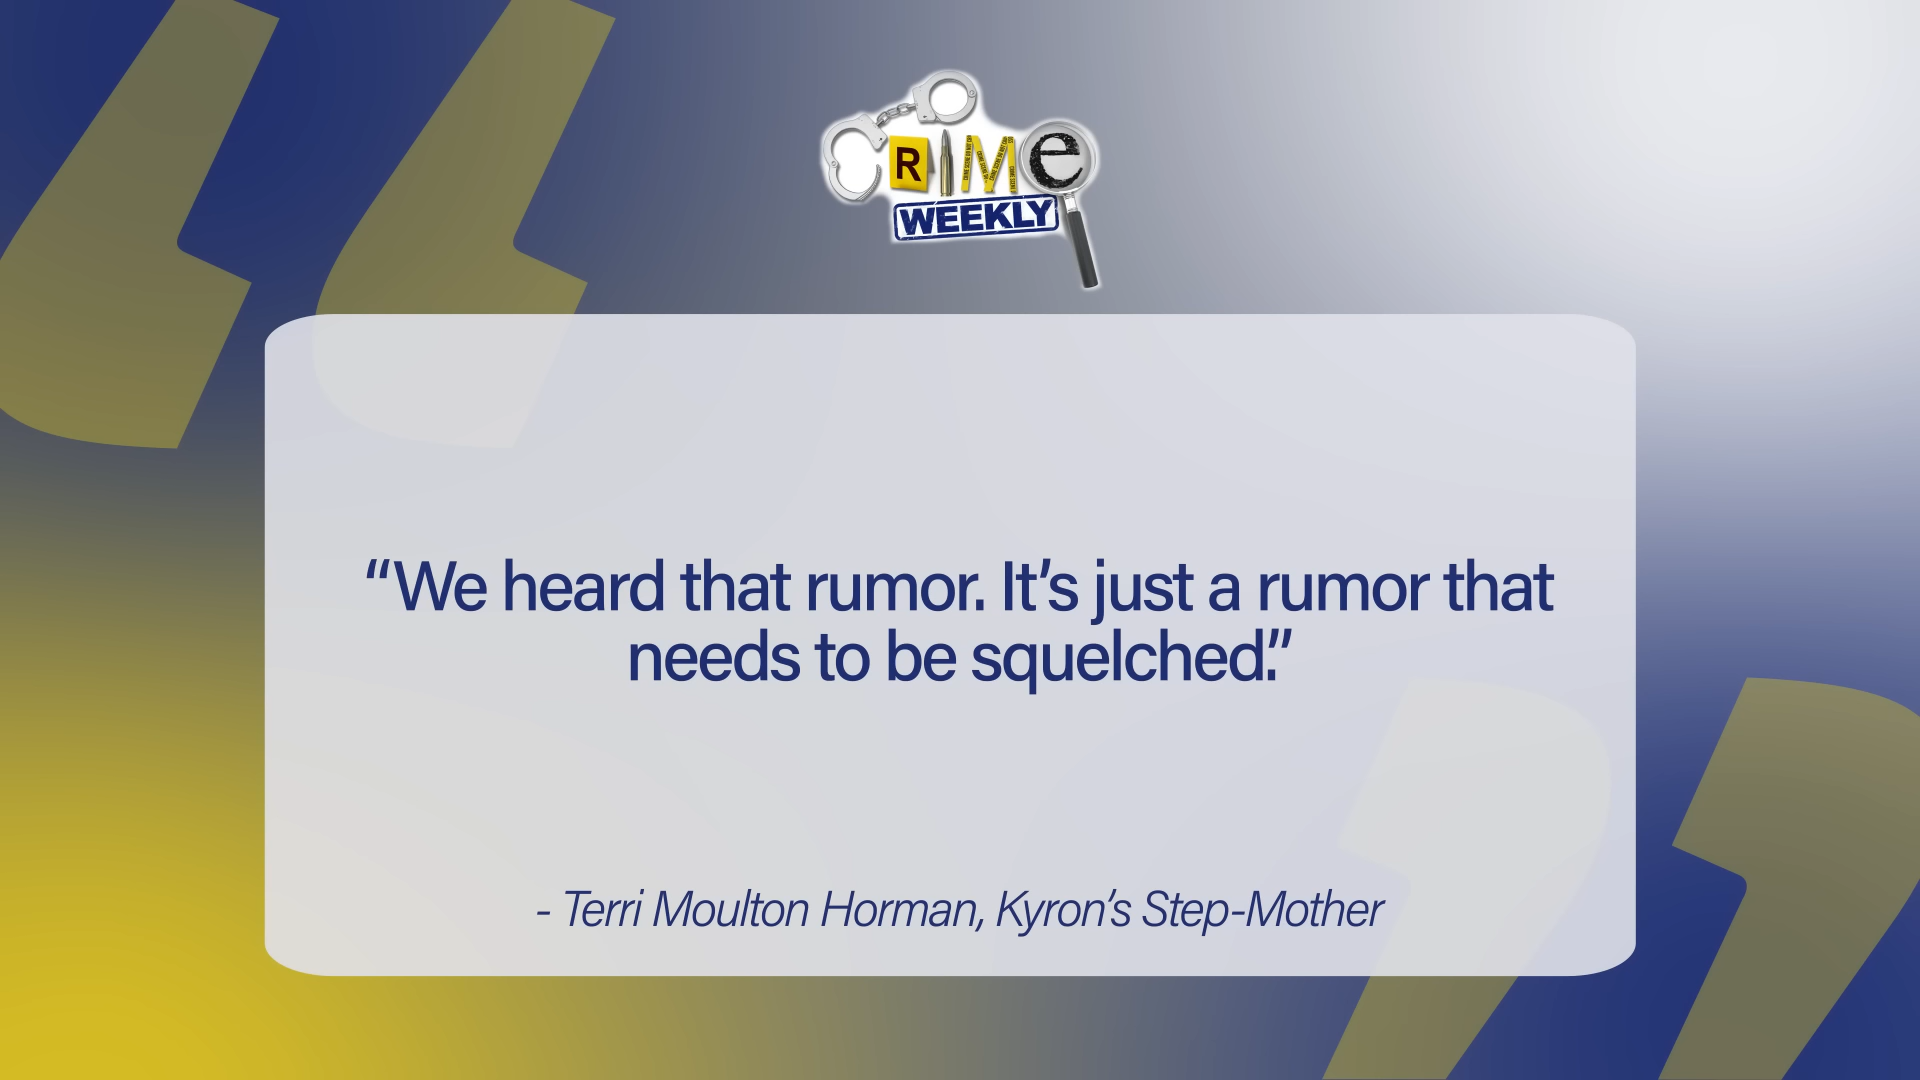 CRIMe
WEEKLY
“We heard that rumor. It’s just a rumor that
needs to be squelched.”
- Terri Moulton Horman, Kyron’s Step-Mother